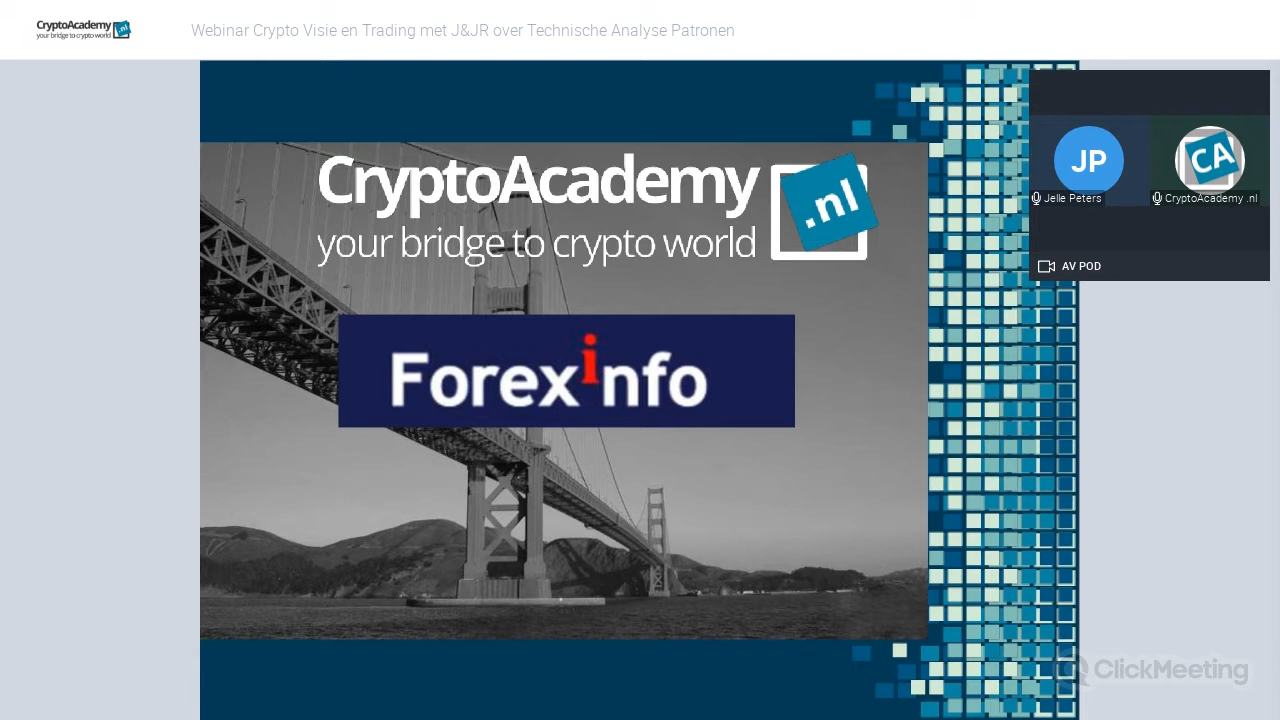 CryptoAcademy .nl
your bridge to crypto world
Webinar Crypto Visie en Trading met J&JR over Technische Analyse Patronen
CryptoAcademy .nl
your bridge to crypto world
Forexinfo
JP
CA
Jelle Peters
CryptoAcademy .nl
AV POD
ClickMeeting